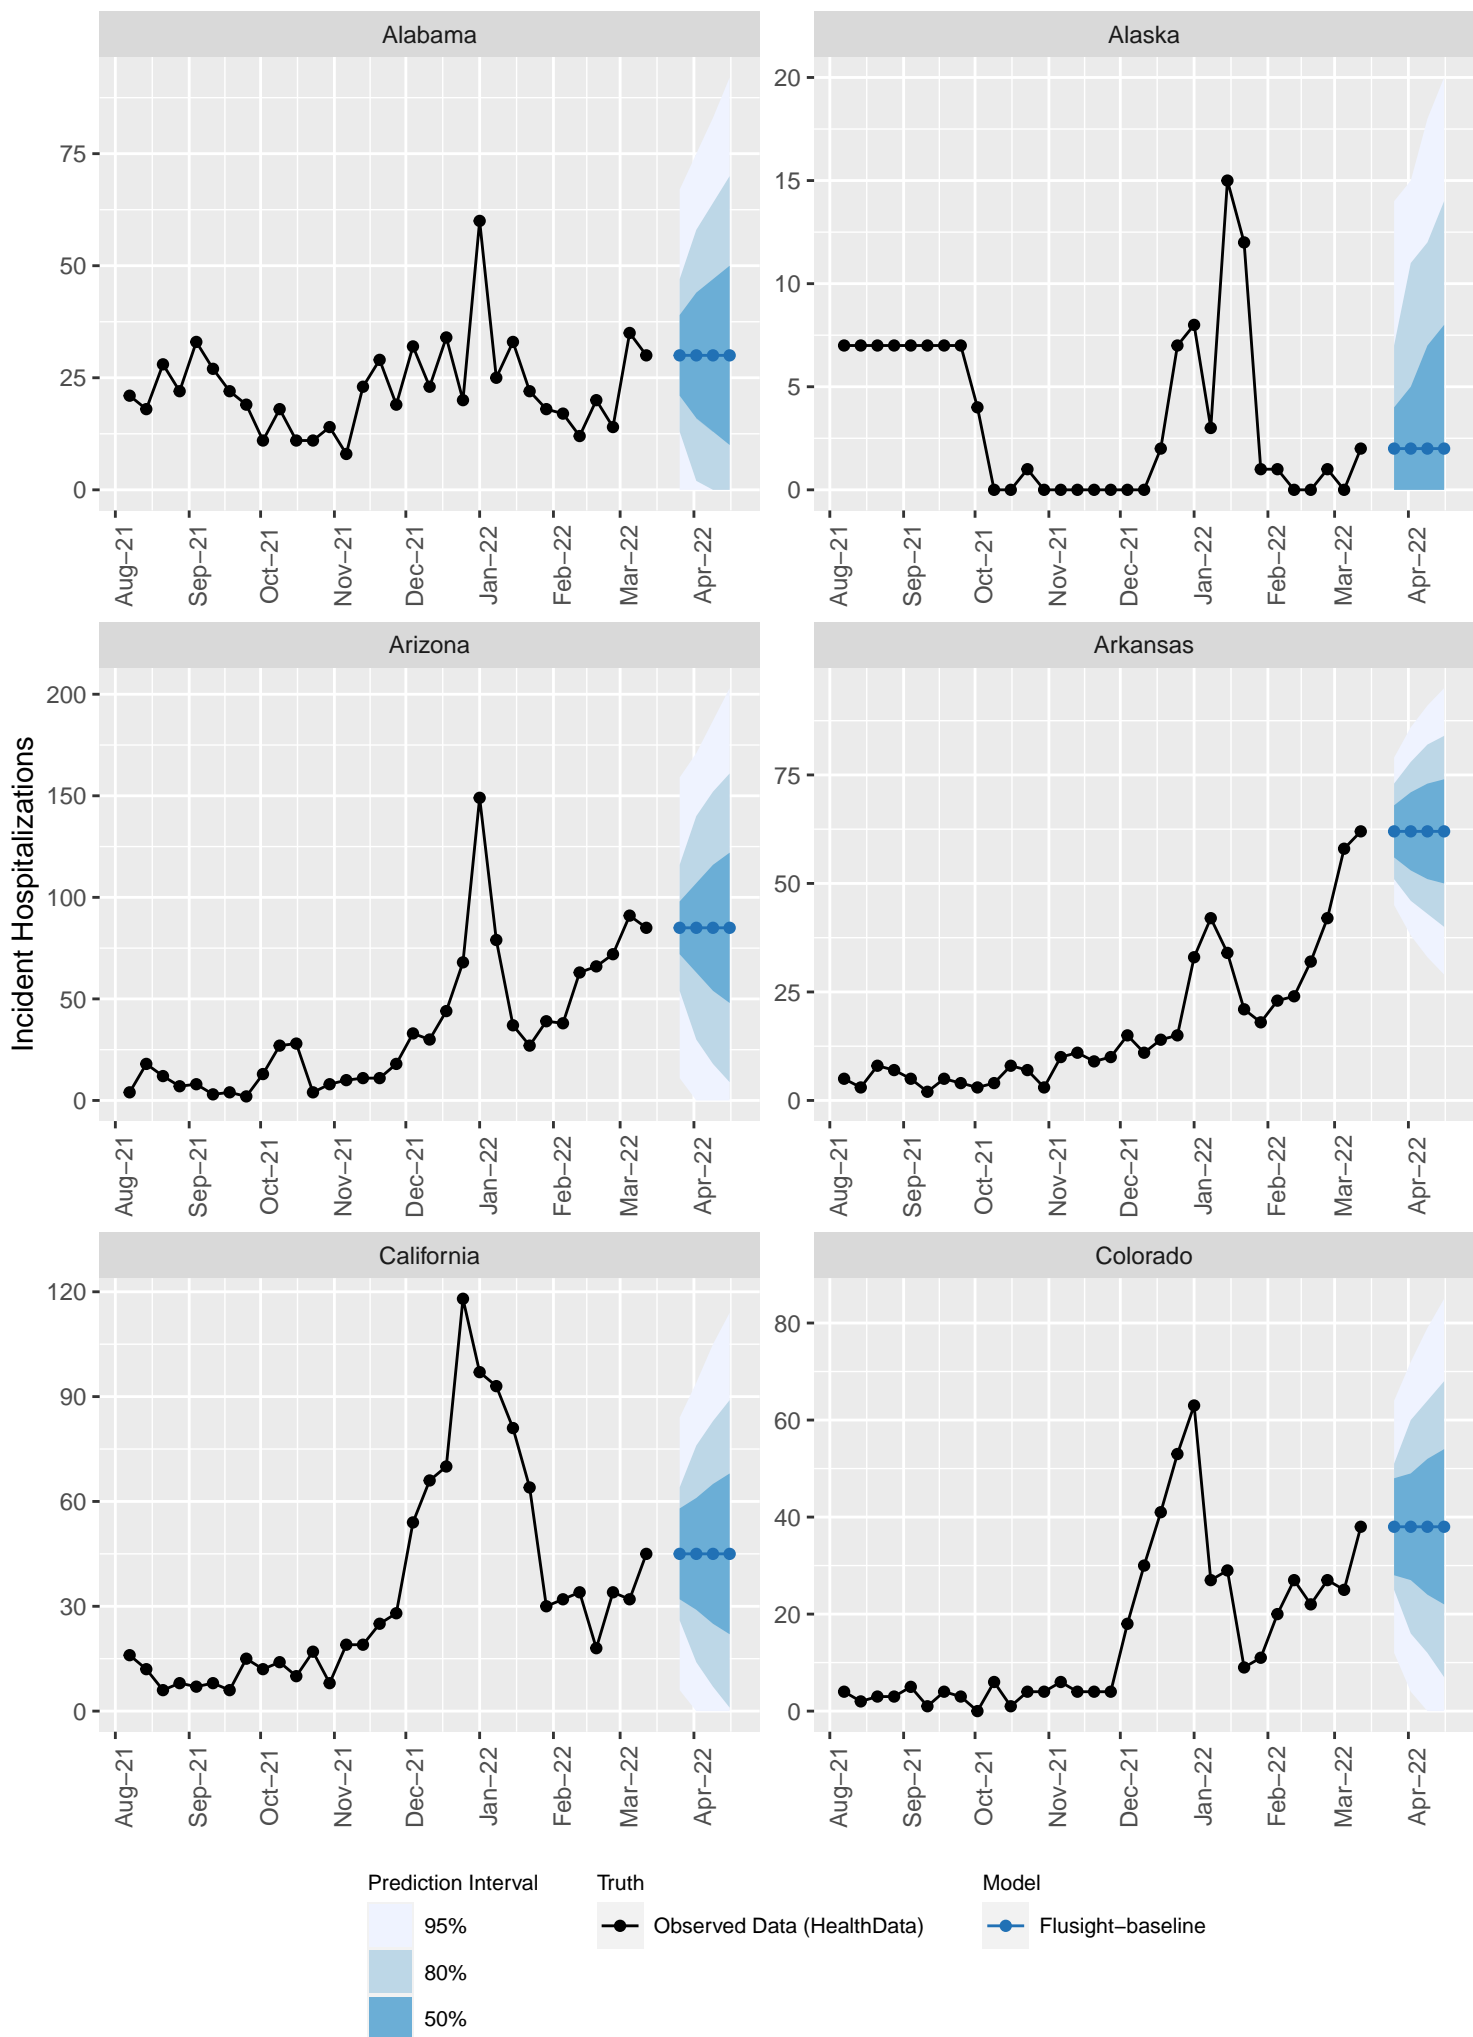 Alabama
Alaska
75
50
25
0
20
15
10
5
0
Aug−21
Sep−21
Oct−21
Nov−21
Dec−21
Jan−22
Feb−22
Mar−22
Apr−22
Aug−21
Sep−21
Oct−21
Nov−21
Dec−21
Jan−22
Feb−22
Mar−22
Apr−22
Incident Hospitalizations
Arizona
Arkansas
200
150
100
50
0
75
50
25
0
Aug−21
Sep−21
Oct−21
Nov−21
Dec−21
Jan−22
Feb−22
Mar−22
Apr−22
Aug−21
Sep−21
Oct−21
Nov−21
Dec−21
Jan−22
Feb−22
Mar−22
Apr−22
California
Colorado
120
90
60
30
0
80
60
40
20
0
Aug−21
Sep−21
Oct−21
Nov−21
Dec−21
Jan−22
Feb−22
Mar−22
Apr−22
Aug−21
Sep−21
Oct−21
Nov−21
Dec−21
Jan−22
Feb−22
Mar−22
Apr−22
Prediction Interval
95%
80%
50%
Truth
Observed Data (HealthData)
Model
Flusight−baseline